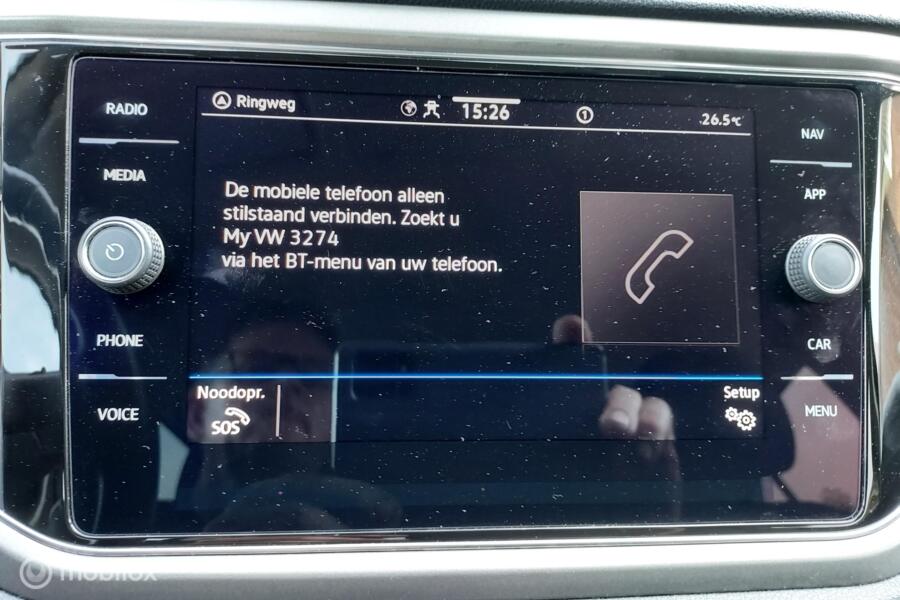 RADIO
MEDIA
PHONE
VOICE
Ringweg
15:26
1
26.5°C
De mobiele telefoon alleen
stilstaand verbinden. Zoekt u
My VW 3274
via het BT-menu van uw telefoon.
Noodopr.
SOS
Setup
NAV
APP
CAR
MENU
mobilox